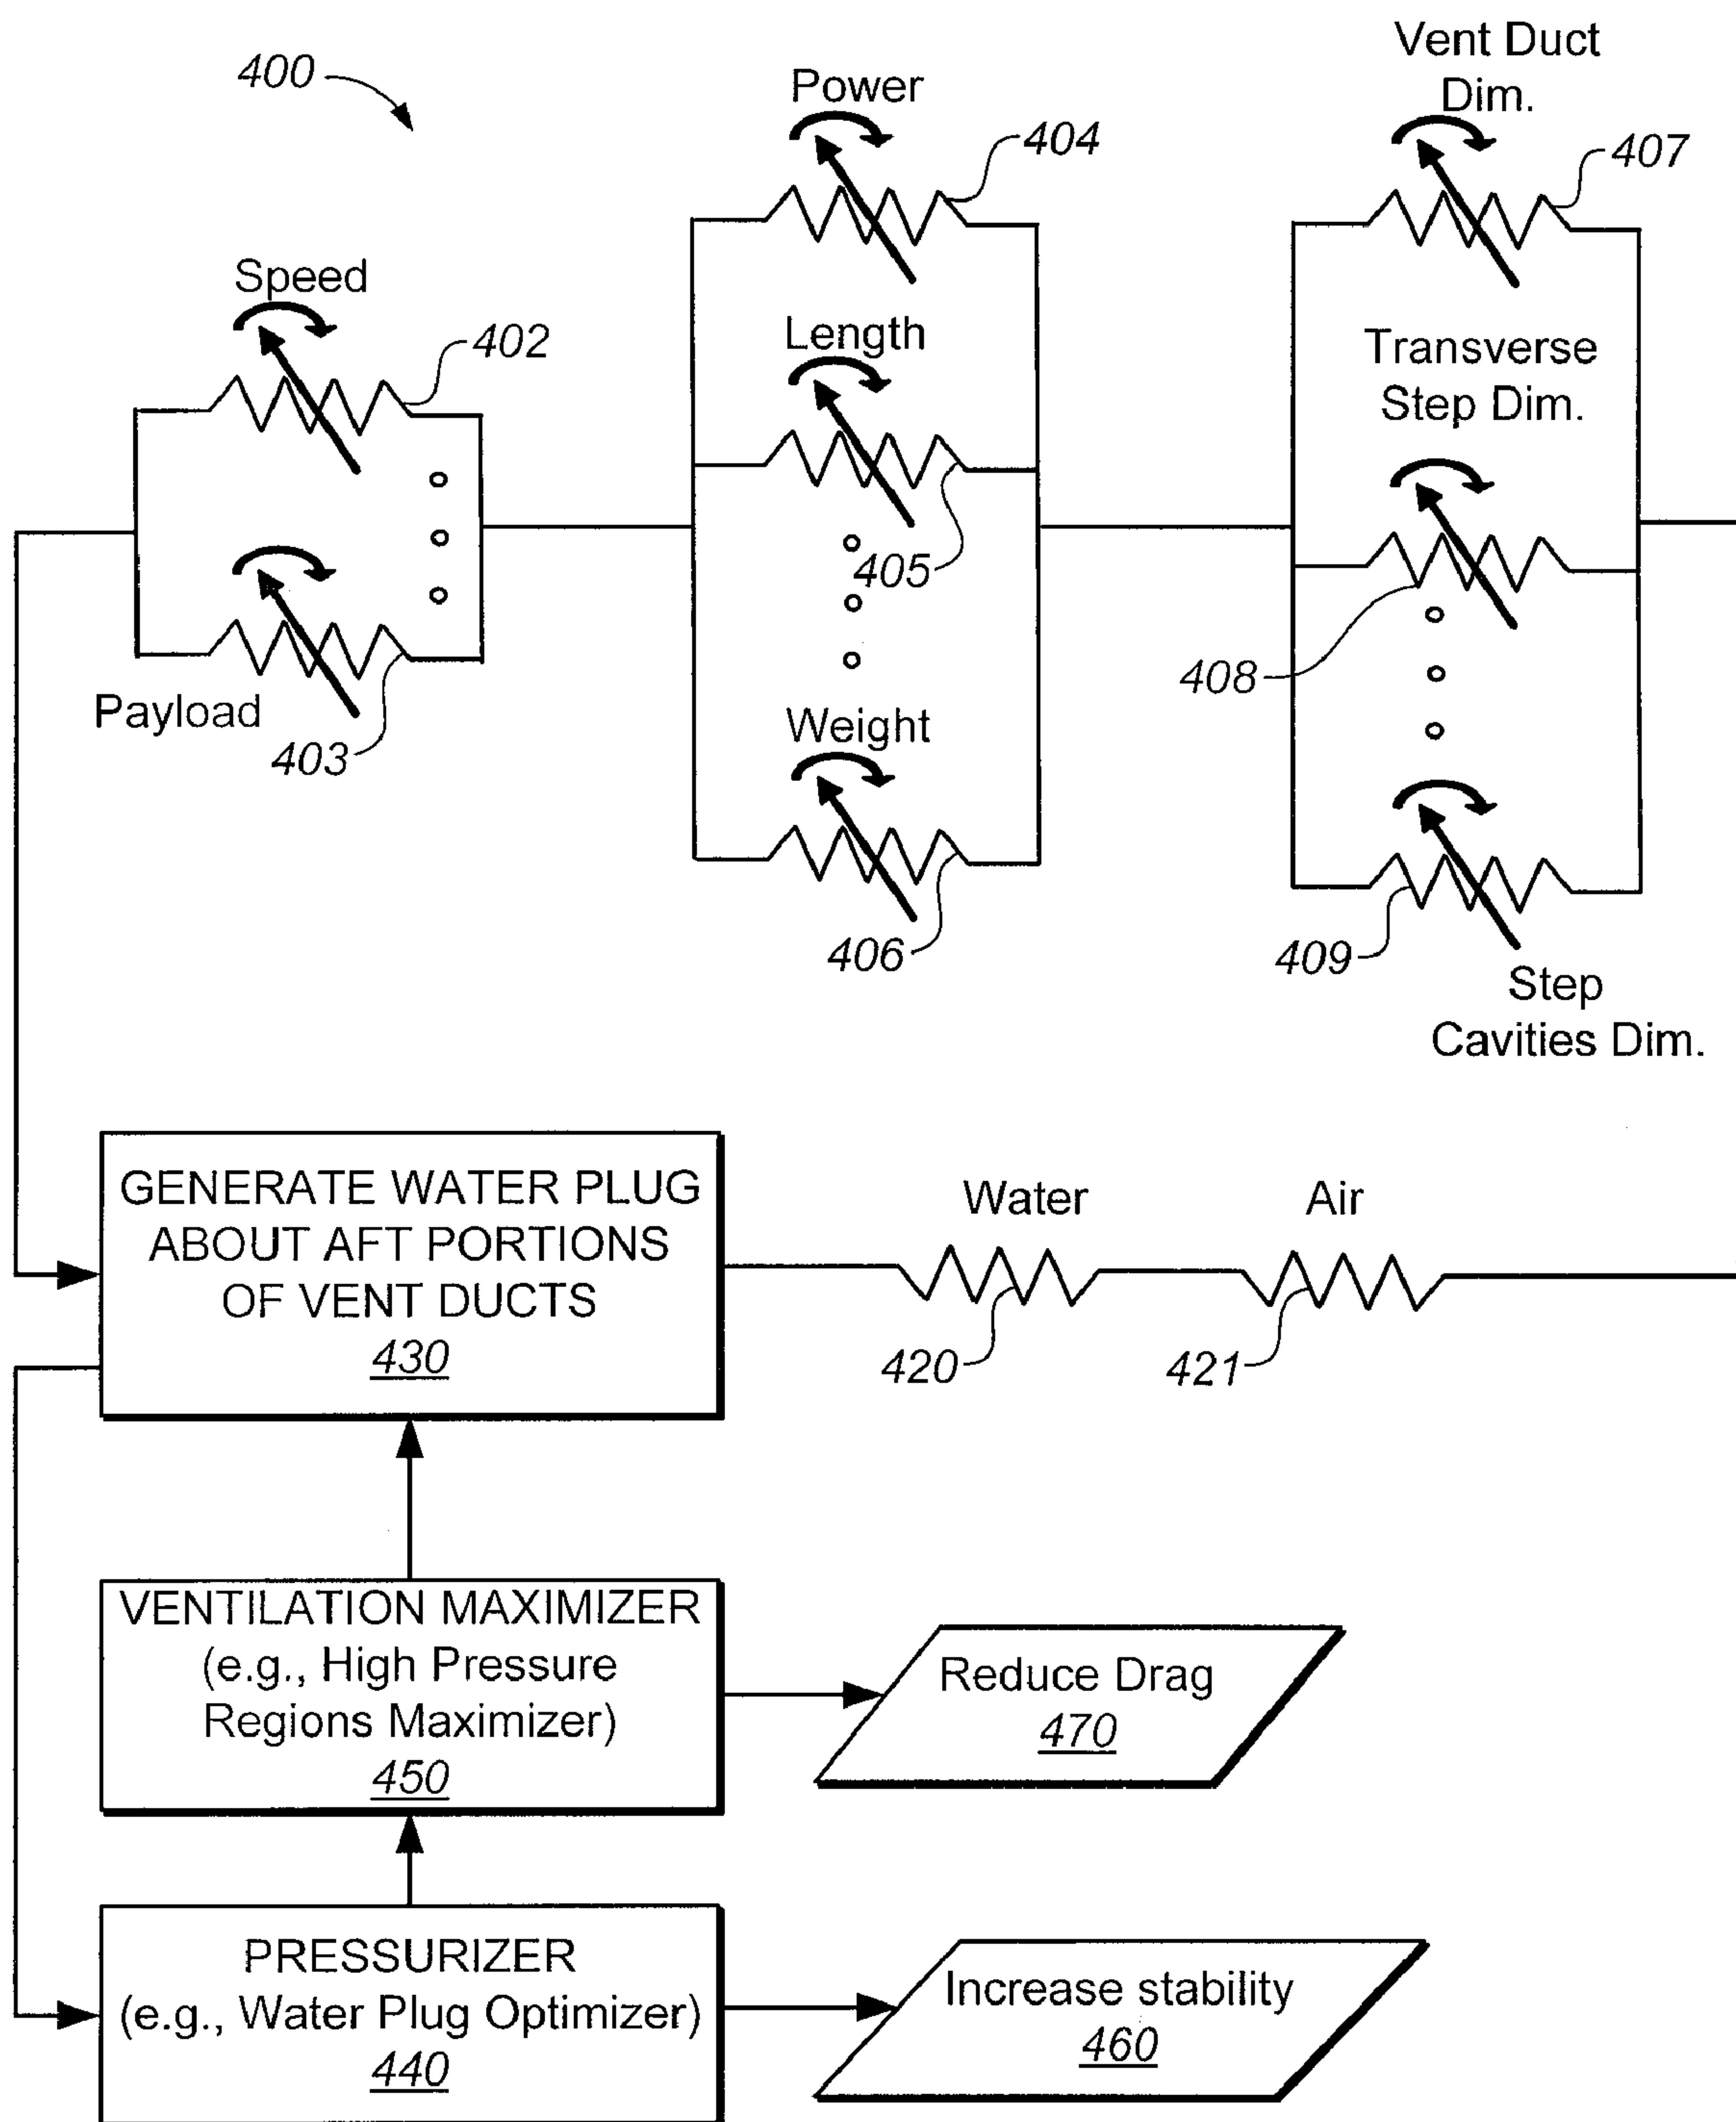 400
Power
404
Vent Duct
Dim.
407
Speed
402
Length
405
Transverse
Step Dim.
408
Payload
403
Weight
406
409
Step
Cavities Dim.
GENERATE WATER PLUG
ABOUT AFT PORTIONS
OF VENT DUCTS
430
Water
420
Air
421
VENTILATION MAXIMIZER
(e.g., High Pressure
Regions Maximizer)
450
Reduce Drag
470
PRESSURIZER
(e.g., Water Plug Optimizer)
440
Increase stability
460